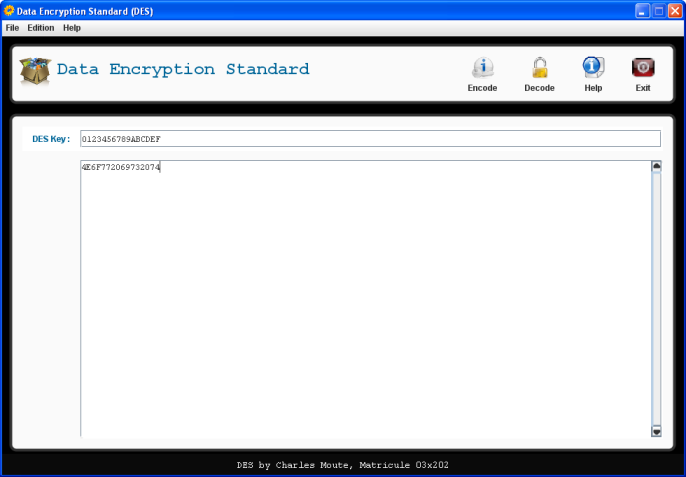 Data Encryption Standard (DES)
File Edition Help
Data Encryption Standard
Encode Decode Help Exit
DES Key : 0123456789ABCDEF
4E6F772069732074
DES by Charles Moute, Matricule 03x202